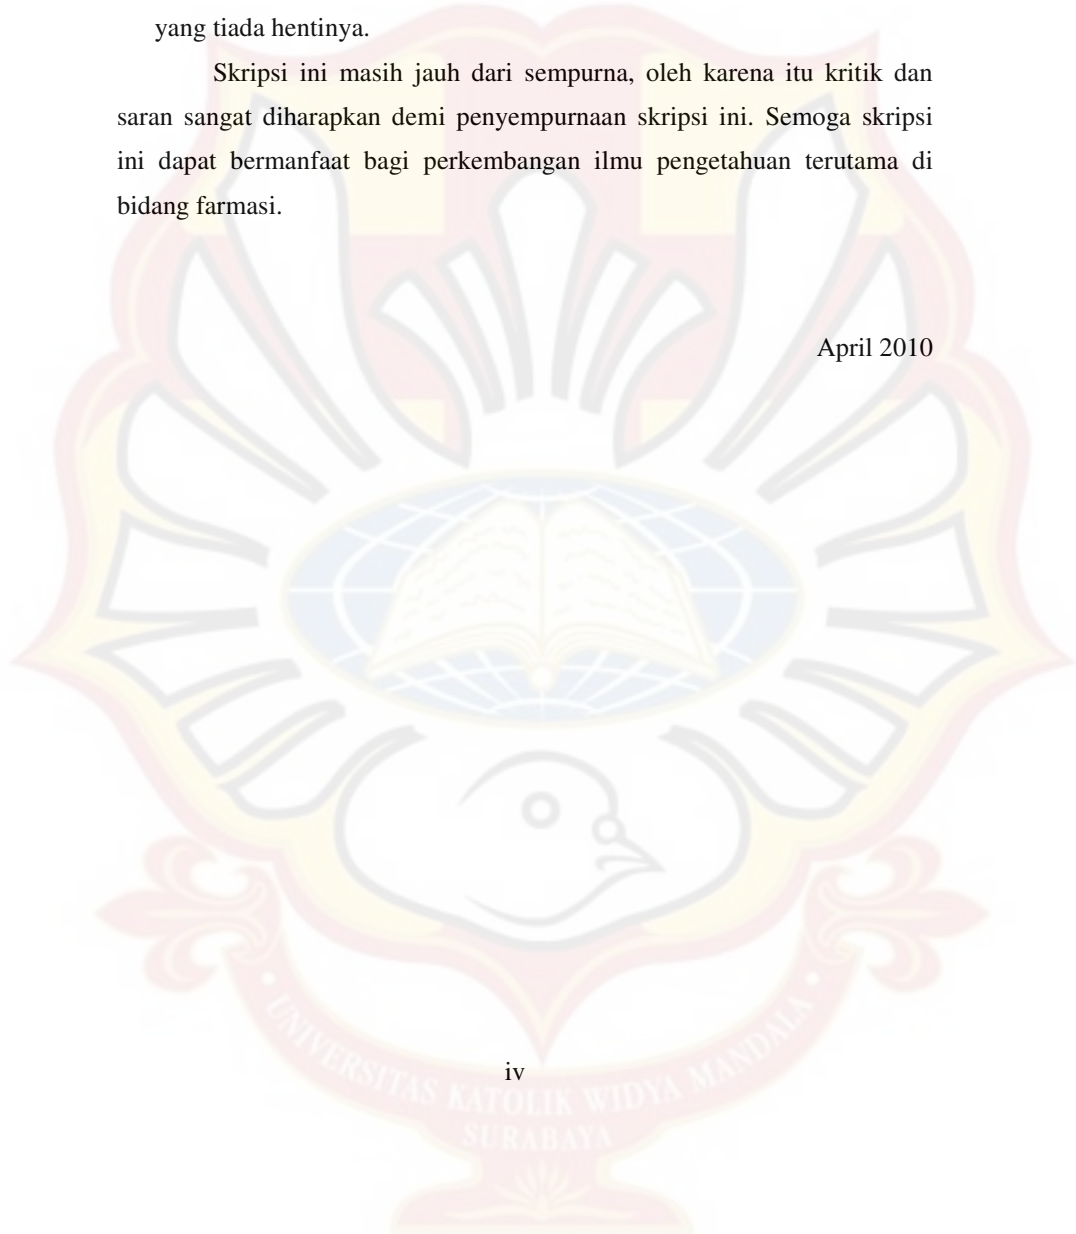 yang tiada hentinya.
Skripsi ini masih jauh dari sempurna, oleh karena itu kritik dan
saran sangat diharapkan demi penyempurnaan skripsi ini. Semoga skripsi
ini dapat bermanfaat bagi perkembangan ilmu pengetahuan terutama di
bidang farmasi.
April 2010
iv
• UNIVERSITAS KATOLIK WIDYA MANDALA •
SURABAYA